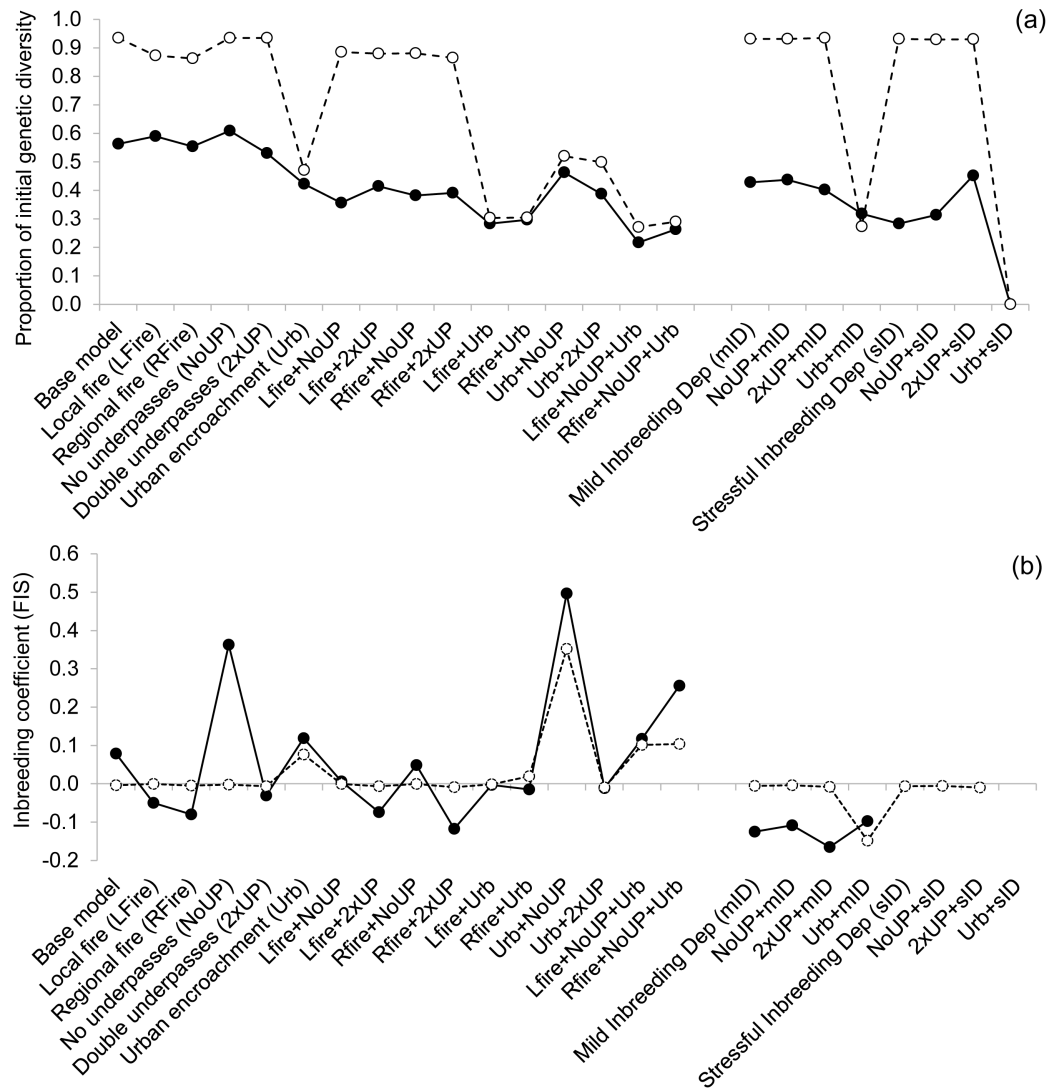 (a)
Proportion of initial genetic diversity
1.0
0.9
0.8
0.7
0.6
0.5
0.4
0.3
0.2
0.1
0.0
Base model
Local fire (LFire)
Regional fire (RFire)
No underpasses (NoUP)
Double underpasses (2xUP)
Urban encroachment (Urb)
Lfire+NoUP
Lfire+2xUP
Rfire+NoUP
Rfire+2xUP
Lfire+Urb
Rfire+Urb
Urb+NoUP
Urb+2xUP
Lfire+NoUP+Urb
Rfire+NoUP+Urb
Mild Inbreeding Dep (mID)
NoUP+mID
2xUP+mID
Urb+mID
Stressful Inbreeding Dep (sID)
NoUP+sID
2xUP+sID
Urb+sID
(b)
Inbreeding coefficient (FIS)
0.6
0.5
0.4
0.3
0.2
0.1
0.0
-0.1
-0.2
Base model
Local fire (LFire)
Regional fire (RFire)
No underpasses (NoUP)
Double underpasses (2xUP)
Urban encroachment (Urb)
Lfire+NoUP
Lfire+2xUP
Rfire+NoUP
Rfire+2xUP
Lfire+Urb
Rfire+Urb
Urb+NoUP
Urb+2xUP
Lfire+NoUP+Urb
Rfire+NoUP+Urb
Mild Inbreeding Dep (mID)
NoUP+mID
2xUP+mID
Urb+mID
Stressful Inbreeding Dep (sID)
NoUP+sID
2xUP+sID
Urb+sID